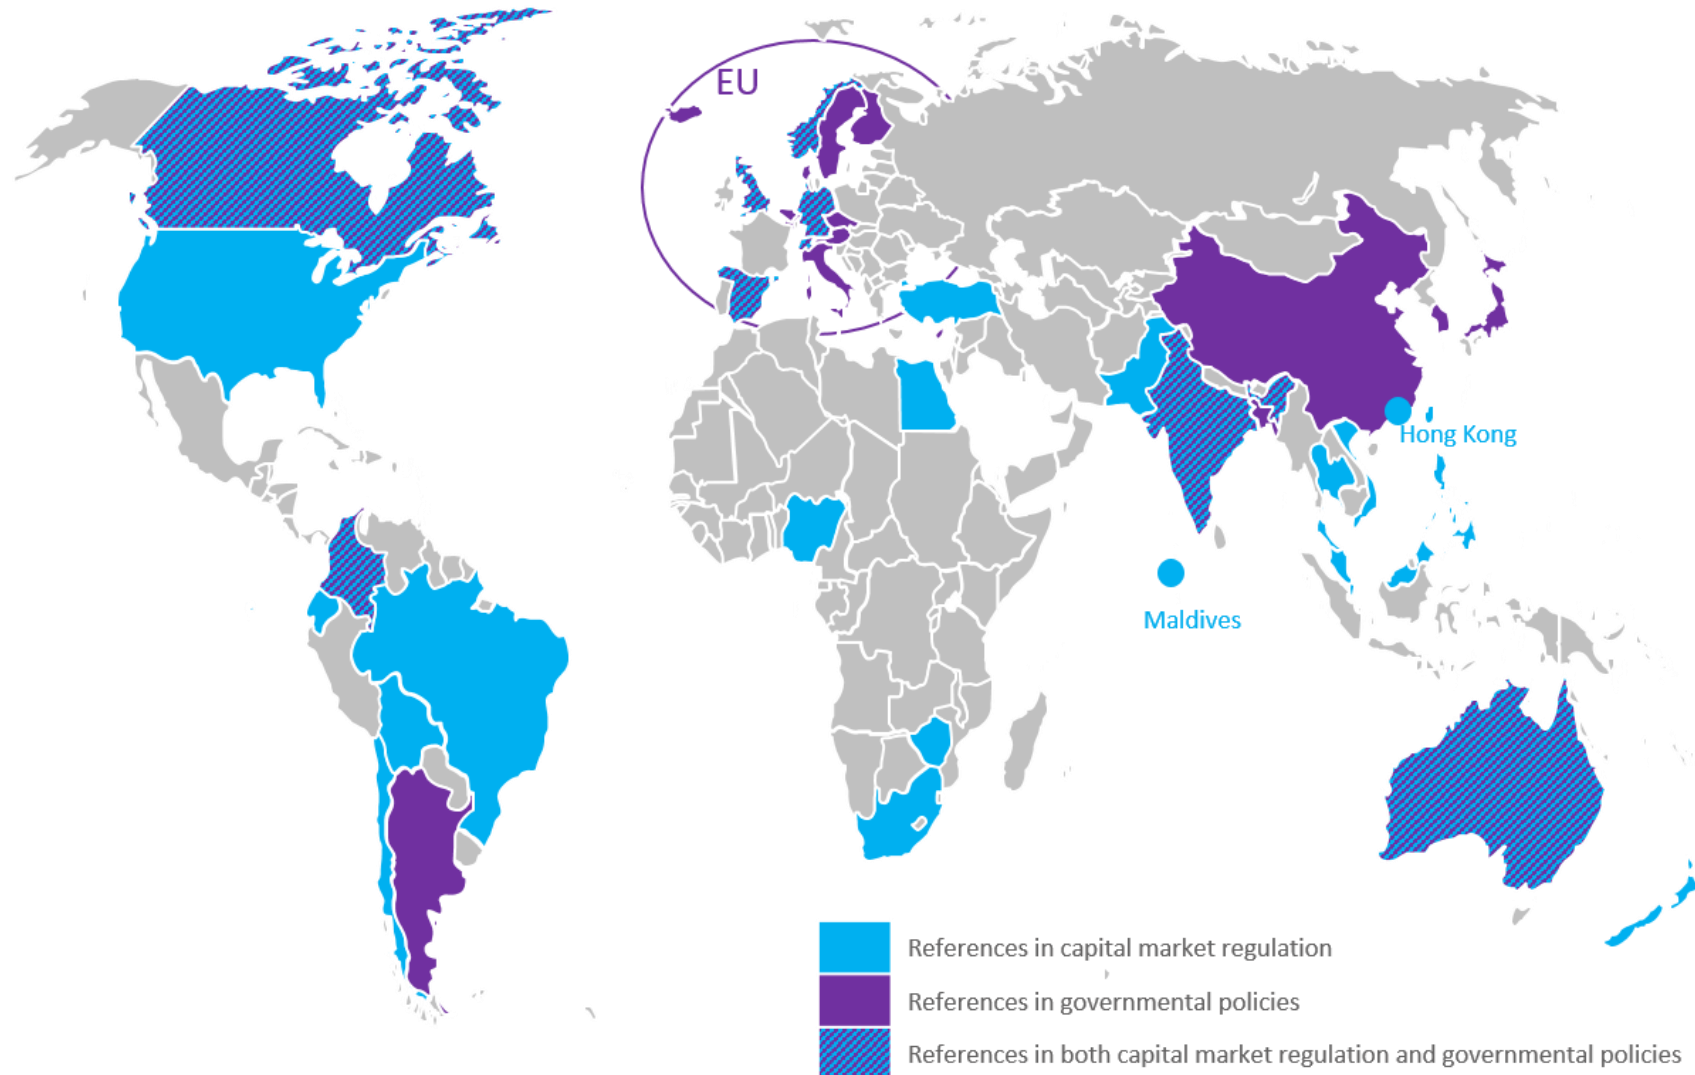 EU
Hong Kong
Maldives
References in capital market regulation
References in governmental policies
References in both capital market regulation and governmental policies